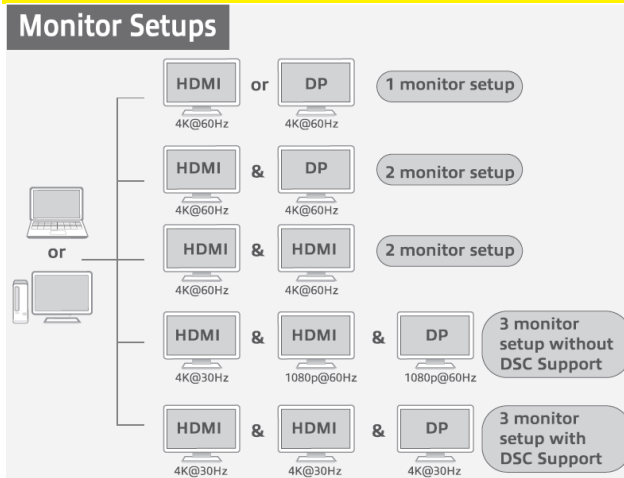 Monitor Setups
HDMI or DP 1 monitor setup
4K@60Hz 4K@60Hz
HDMI & DP 2 monitor setup
4K@60Hz 4K@60Hz
or
HDMI & HDMI 2 monitor setup
4K@60Hz 4K@60Hz
HDMI & HDMI & DP
4K@30Hz 1080p@60Hz 1080p@60Hz
3 monitor
setup without
DSC Support
HDMI & HDMI & DP
4K@30Hz 4K@30Hz 4K@30Hz
3 monitor
setup with
DSC Support